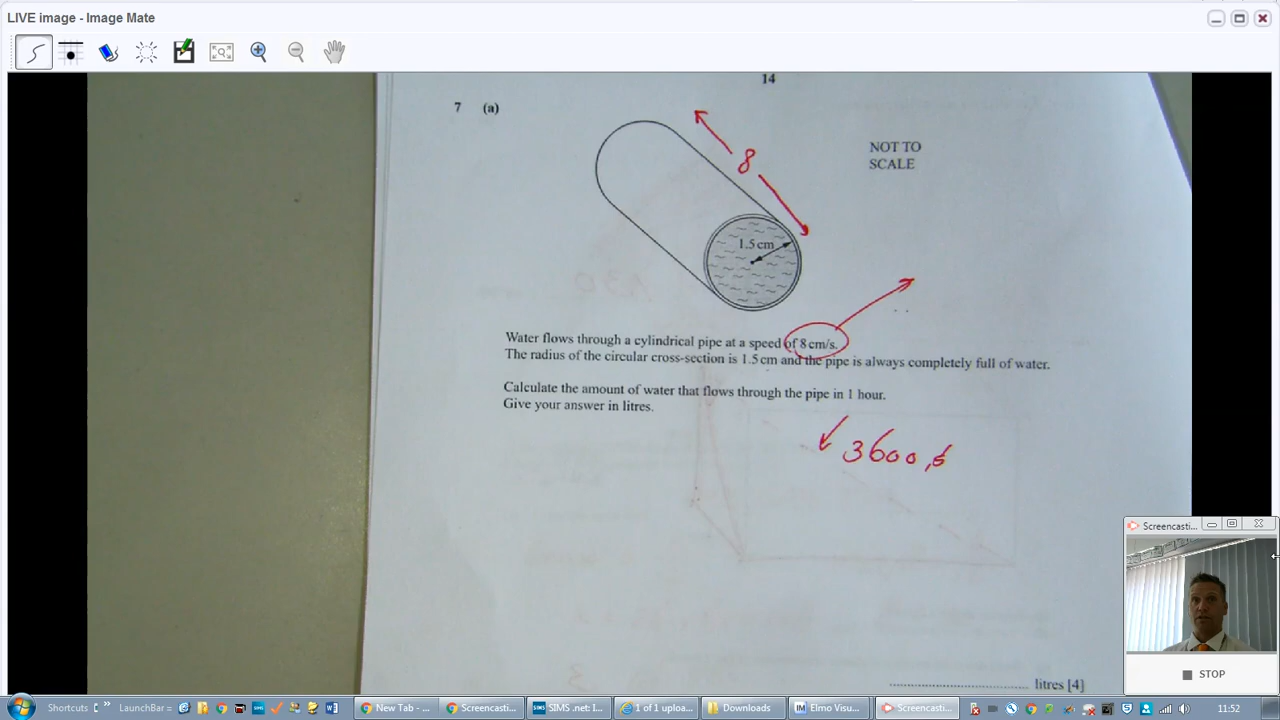 LIVE image - Image Mate
14
7 (a)
8
NOT TO
SCALE
1.5 cm
Water flows through a cylindrical pipe at a speed of 8 cm/s.
The radius of the circular cross-section is 1.5 cm and the pipe is always completely full of water.
Calculate the amount of water that flows through the pipe in 1 hour.
Give your answer in litres.
3600
litres [4]
Screencasti...
STOP
Shortcuts
LaunchBar
New Tab - ...
Screencasti...
SIMS .net: I...
1 of 1 uploa...
Downloads
Elmo Visu...
Screencasti...
11:52